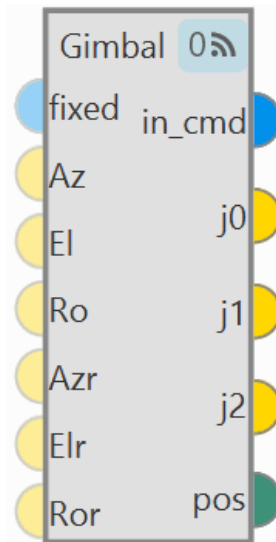 Gimbal 0
fixed
in_cmd
Az
j0
El
Ro
j1
Azr
j2
Elr
pos
Ror